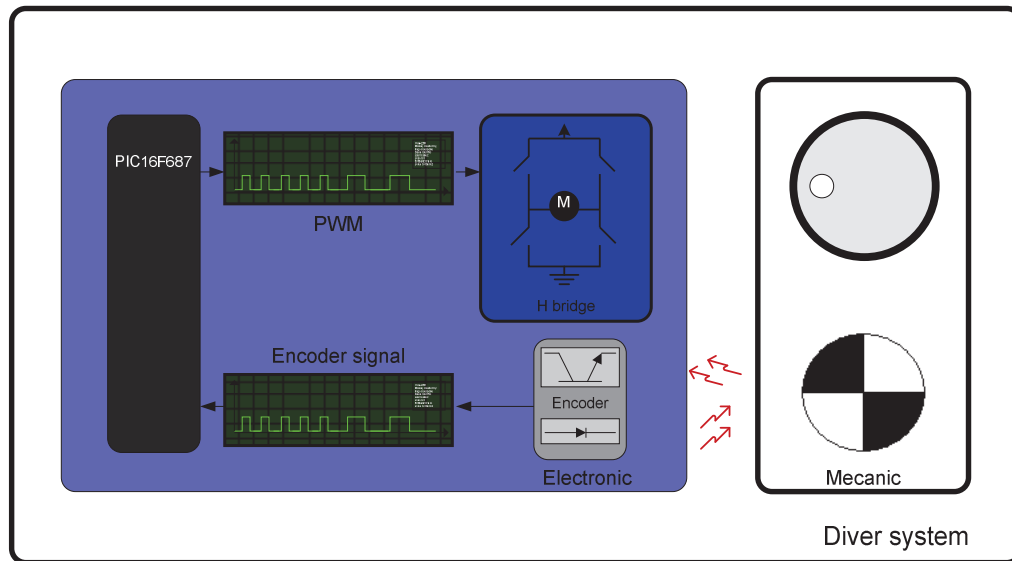 PIC16F687
PWM
M
H bridge
Encoder signal
Encoder
Electronic
Mecanic
Diver system